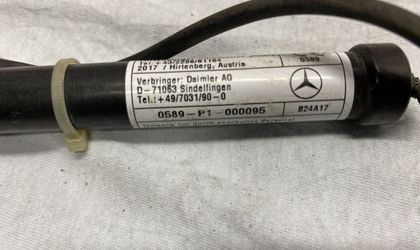 2017 / Hirtenberg, Austria
0589
Verbringer: Daimler AG
D-71063 Sindelfingen
Tel.: +49/7031/90-0
0589-P1-000095
B24A17